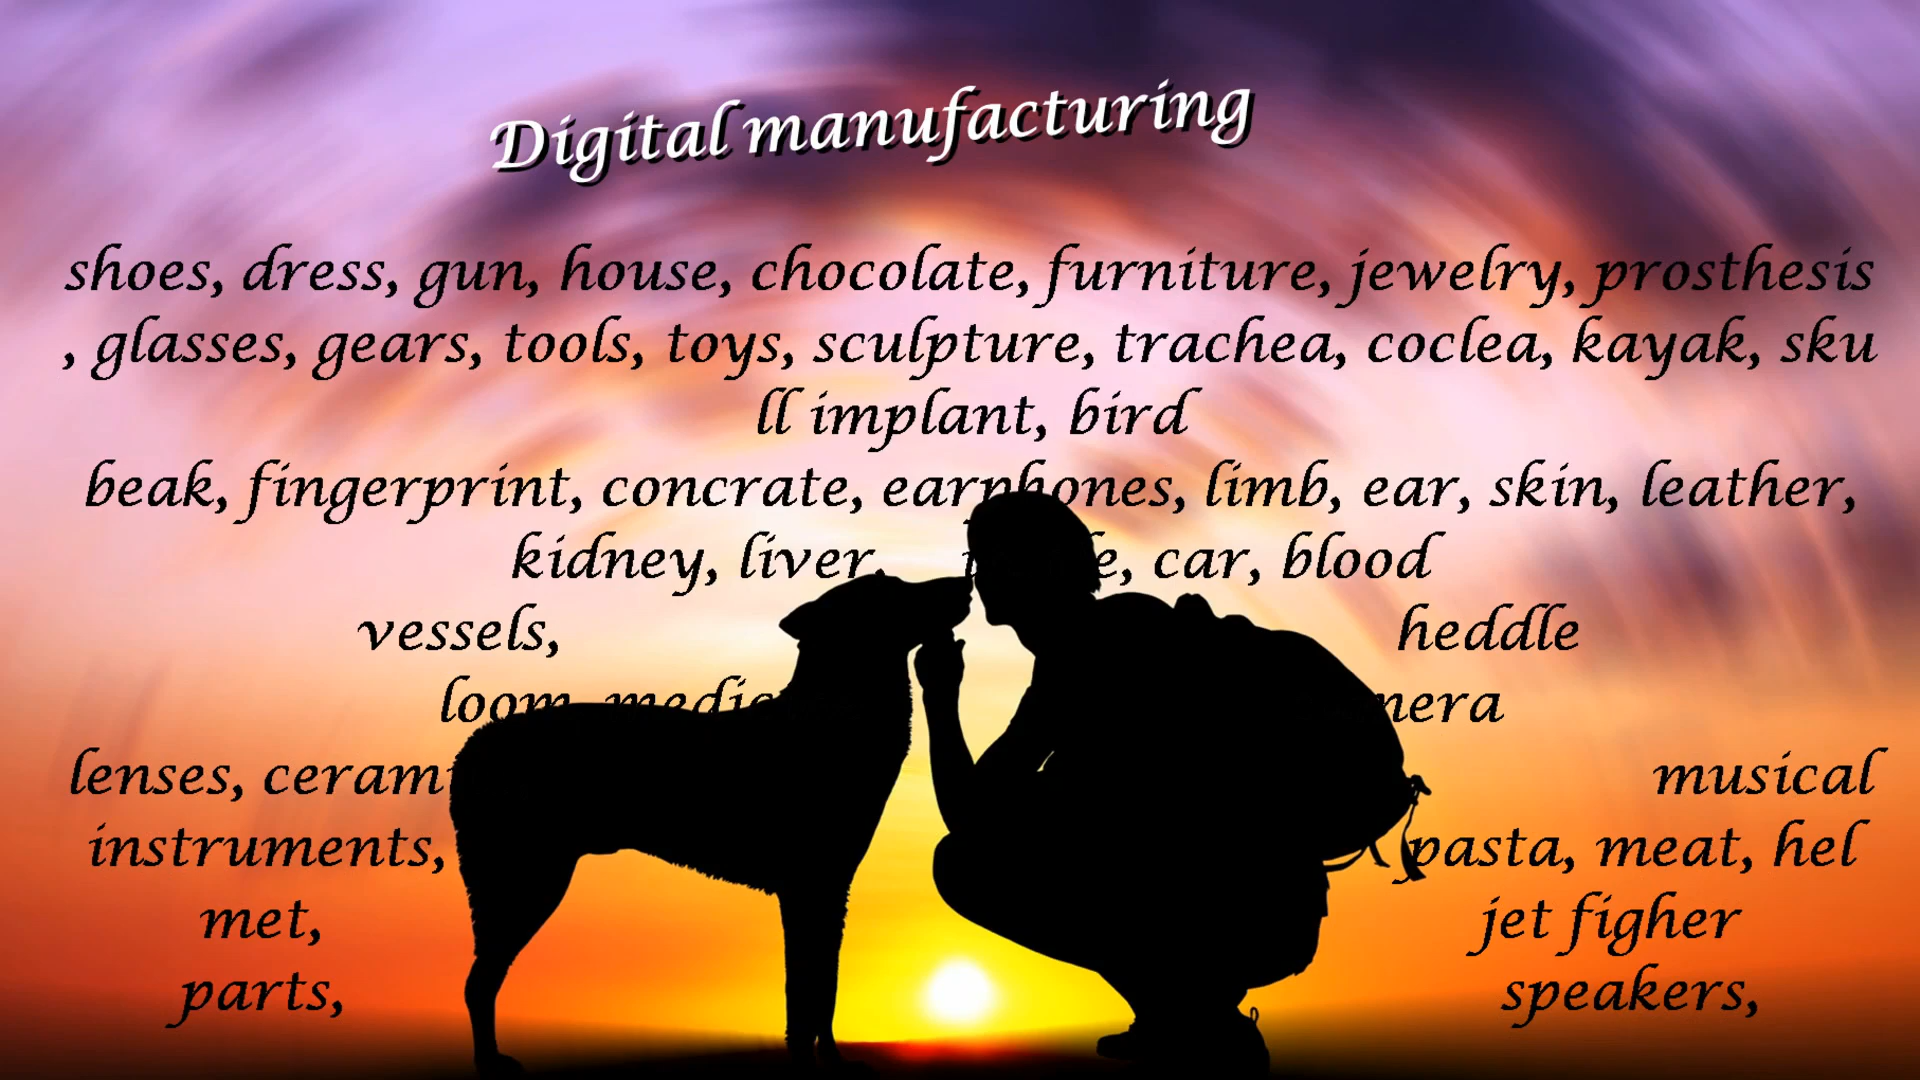 Digital manufacturing
shoes, dress, gun, house, chocolate, furniture, jewelry, prosthesis
, glasses, gears, tools, toys, sculpture, trachea, coclea, kayak, sku
ll implant, bird
beak, fingerprint, concrate, earphones, limb, ear, skin, leather,
kidney, liver, car, blood
vessels, heddle
loom,
lenses, musical
instruments, pasta, meat, hel
met, jet figher
parts, speakers,